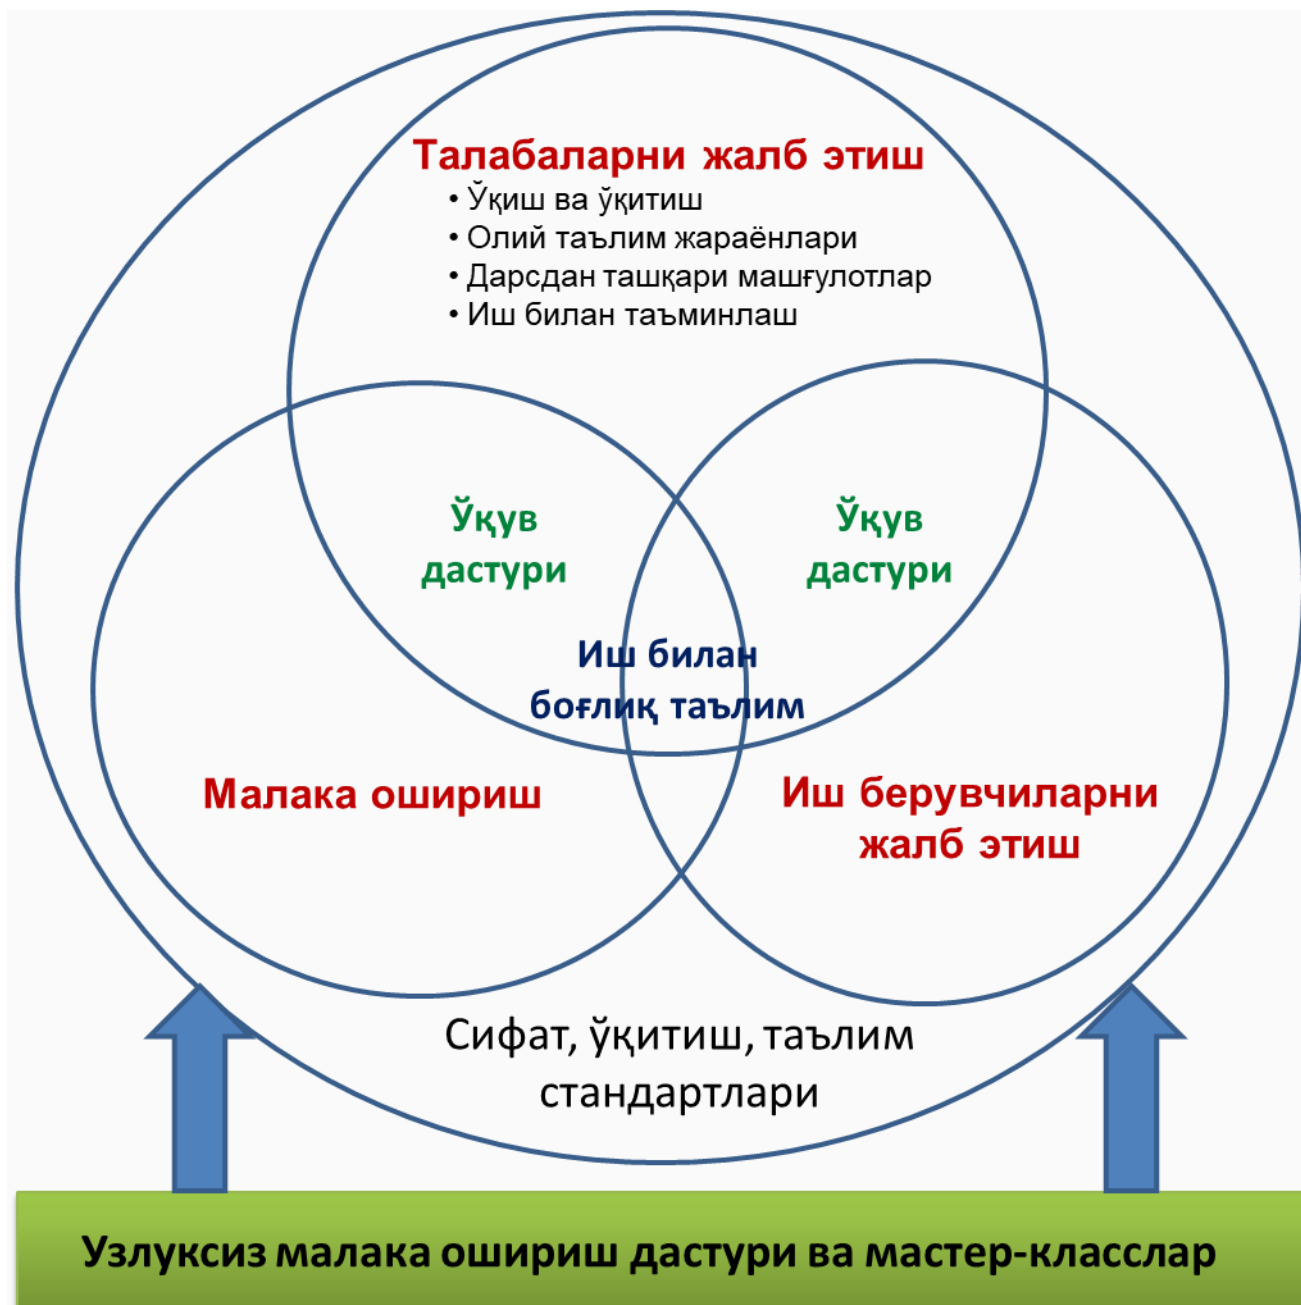 Талабаларни жалб этиш
• Ўқиш ва ўқитиш
• Олий таълим жараёнлари
• Дарсдан ташқари машғулотлар
• Иш билан таъминлаш
Ўқув
дастури
Ўқув
дастури
Иш билан
боғлиқ таълим
Малака ошириш
Иш берувчиларни
жалб этиш
Сифат, ўқитиш, таълим
стандартлари
Узлуксиз малака ошириш дастури ва мастер-класслар